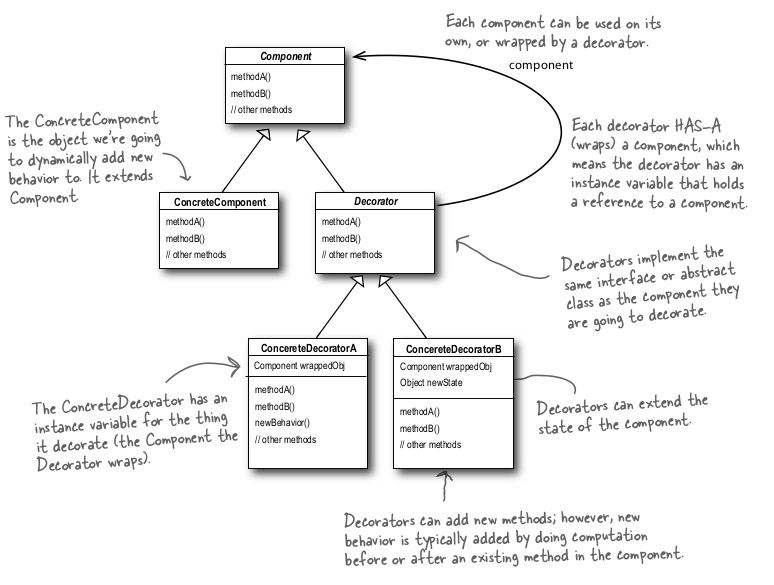 Each component can be used on its
own, or wrapped by a decorator.
component
Component
methodA()
methodB()
// other methods
The ConcreteComponent
is the object we're going
to dynamically add new
behavior to. It extends
Component.
Each decorator HAS-A
(wraps) a component, which
means the decorator has an
instance variable that holds
a reference to a component.
ConcreteComponent
methodA()
methodB()
// other methods
Decorator
methodA()
methodB()
// other methods
Decorators implement the
same interface or abstract
class as the component they
are going to decorate.
ConcereteDecoratorA
Component wrappedObj
methodA()
methodB()
newBehavior()
// other methods
ConcereteDecoratorB
Component wrappedObj
Object newState
methodA()
methodB()
// other methods
The ConcreteDecorator has an
instance variable for the thing
it decorate (the Component the
Decorator wraps).
Decorators can extend the
state of the component.
Decorators can add new methods; however, new
behavior is typically added by doing computation
before or after an existing method in the component.